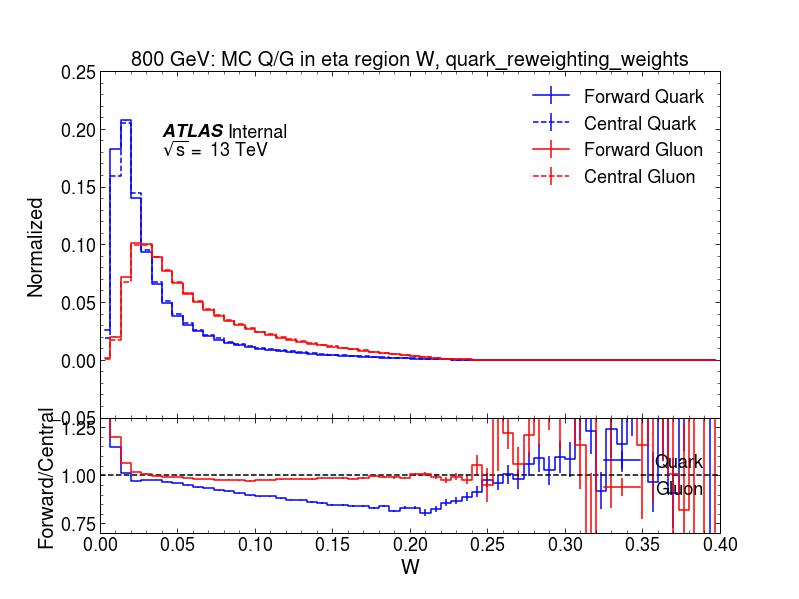 800 GeV: MC Q/G in eta region W, quark_reweighting_weights
0.25
0.20
0.15
0.10
0.05
0.00
0.05
Normalized
ATLAS Internal
√s = 13 TeV
Forward Quark
Central Quark
Forward Gluon
Central Gluon
1.25
1.00
0.75
Forward/Central
Quark
Gluon
0.00 0.05 0.10 0.15 0.20 0.25 0.30 0.35 0.40
W